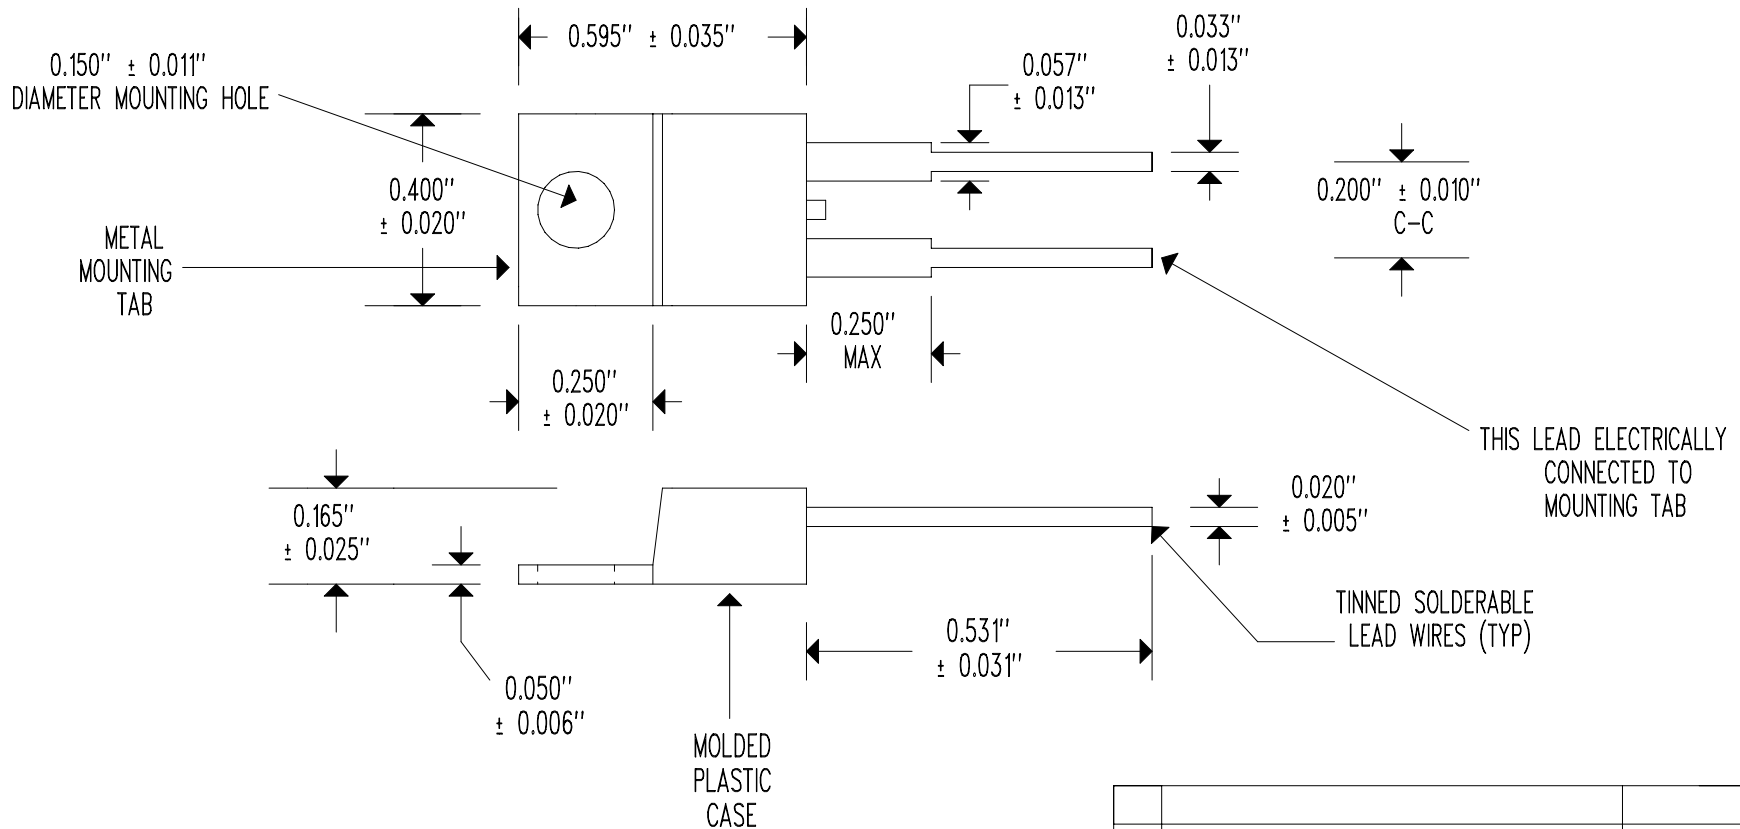 0.595" ± 0.035"
0.033"
± 0.013"
0.150" ± 0.011"
DIAMETER MOUNTING HOLE
0.057"
± 0.013"
0.400"
± 0.020"
0.200" ± 0.010"
C-C
METAL
MOUNTING
TAB
0.250"
MAX
0.250"
± 0.020"
THIS LEAD ELECTRICALLY
CONNECTED TO
MOUNTING TAB
0.165"
± 0.025"
0.020"
± 0.005"
TINNED SOLDERABLE
LEAD WIRES (TYP)
0.531"
± 0.031"
0.050"
± 0.006"
MOLDED
PLASTIC
CASE